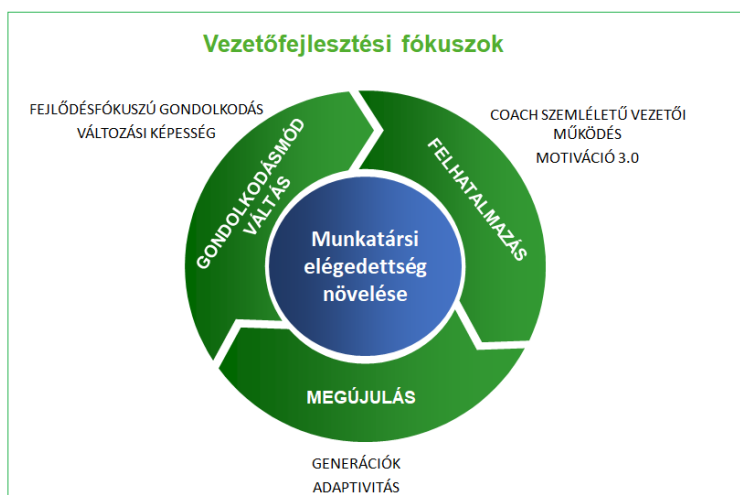 Vezetőfejlesztési fókuszok
FEJLŐDÉSFÓKUSZÚ GONDOLKODÁS
VÁLTOZÁSI KÉPESSÉG
COACH SZEMLÉLETŰ VEZETŐI
MŰKÖDÉS
MOTIVÁCIÓ 3.0
GONDOLKODÁSMÓD
VÁLTÁS
FELHATALMAZÁS
Munkatársi
elégedettség
növelése
MEGÚJULÁS
GENERÁCIÓK
ADAPTIVITÁS